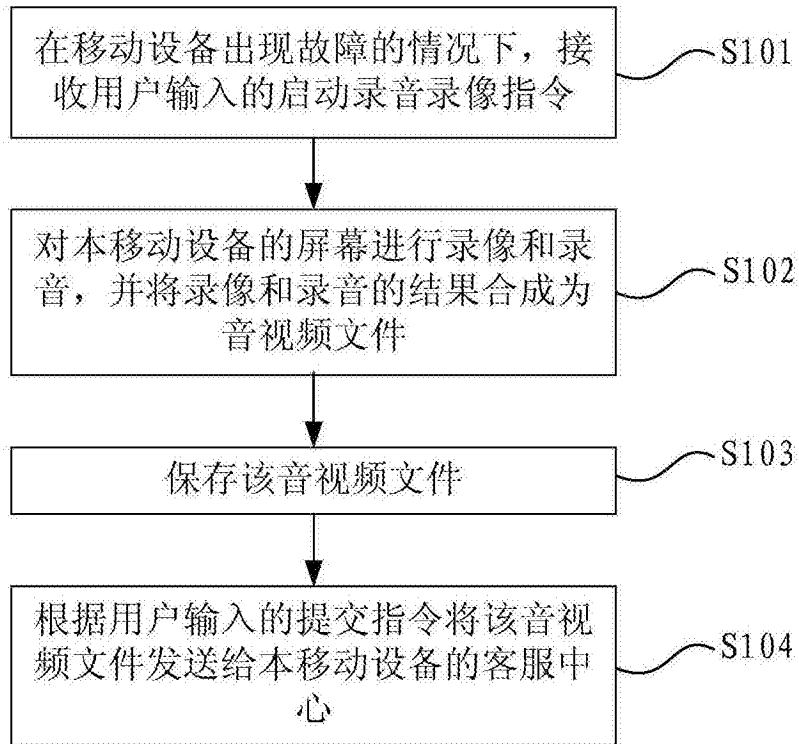 在移动设备出现故障的情况下，接
收用户输入的启动录音录像指令
S101
对本移动设备的屏幕进行录像和录
音，并将录像和录音的结果合成为
音视频文件
S102
保存该音视频文件
S103
根据用户输入的提交指令将该音视
频文件发送给本移动设备的客服中
心
S104